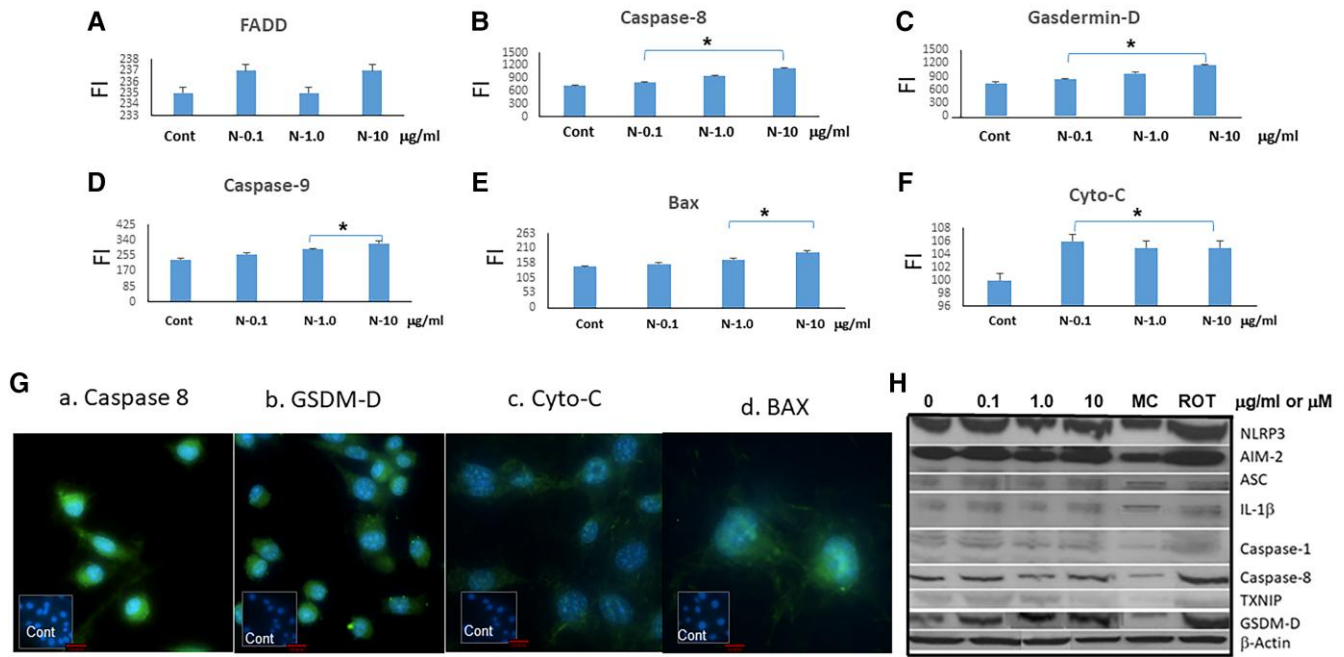 A
FADD
FI
238
237
236
235
234
233
Cont N-0.1 N-1.0 N-10 μg/ml
B
Caspase-8
FI
1500
1200
900
600
300
0
*
Cont N-0.1 N-1.0 N-10 μg/ml
C
Gasdermin-D
FI
1500
1200
900
600
300
0
*
Cont N-0.1 N-1.0 N-10 μg/ml
D
Caspase-9
FI
425
340
255
170
85
0
*
Cont N-0.1 N-1.0 N-10 μg/ml
E
Bax
FI
263
210
158
105
53
0
*
Cont N-0.1 N-1.0 N-10 μg/ml
F
Cyto-C
FI
108
106
104
102
100
98
96
*
Cont N-0.1 N-1.0 N-10 μg/ml
G
a. Caspase 8
b. GSDM-D
c. Cyto-C
d. BAX
Cont
Cont
Cont
Cont
H
0 0.1 1.0 10 MC ROT μg/ml or μM
NLRP3
AIM-2
ASC
IL-1β
Caspase-1
Caspase-8
TXNIP
GSDM-D
β-Actin